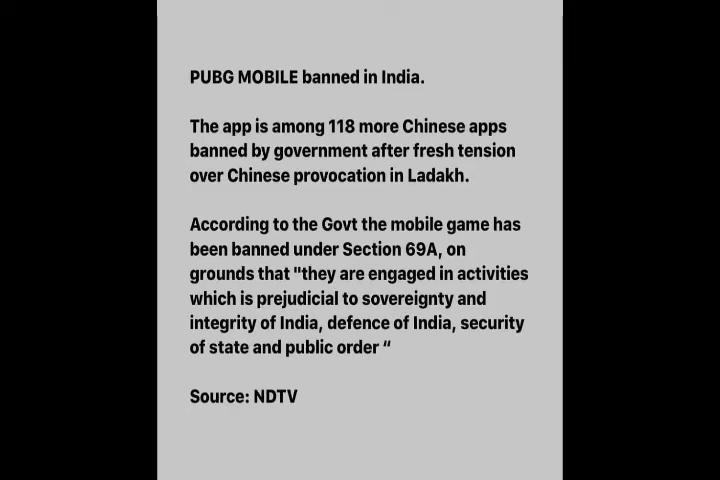 PUBG MOBILE banned in India.
The app is among 118 more Chinese apps
banned by government after fresh tension
over Chinese provocation in Ladakh.
According to the Govt the mobile game has
been banned under Section 69A, on
grounds that "they are engaged in activities
which is prejudicial to sovereignty and
integrity of India, defence of India, security
of state and public order “
Source: NDTV